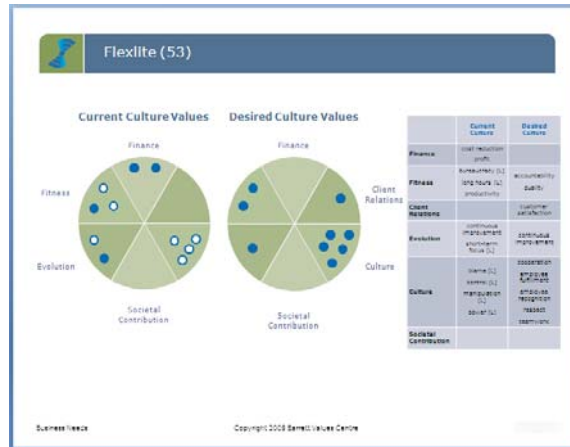 Flexlite (53)
Current Culture Values
Desired Culture Values
Finance
Fitness
Evolution
Societal
Contribution
Finance
Client
Relations
Culture
Societal
Contribution
Current
Culture
Desired
Culture
Finance
cost reduction
profit
Fitness
bureaucracy (L)
long hours (L)
productivity
accountability
quality
Client
Relations
customer
satisfaction
Evolution
continuous
improvement
short-term
focus (L)
continuous
improvement
Culture
blame (L)
control (L)
manipulation
(L)
power (L)
cooperation
employee
fulfilment
employee
recognition
respect
teamwork
Societal
Contribution
Business Needs
Copyright 2008 Barrett Values Centre